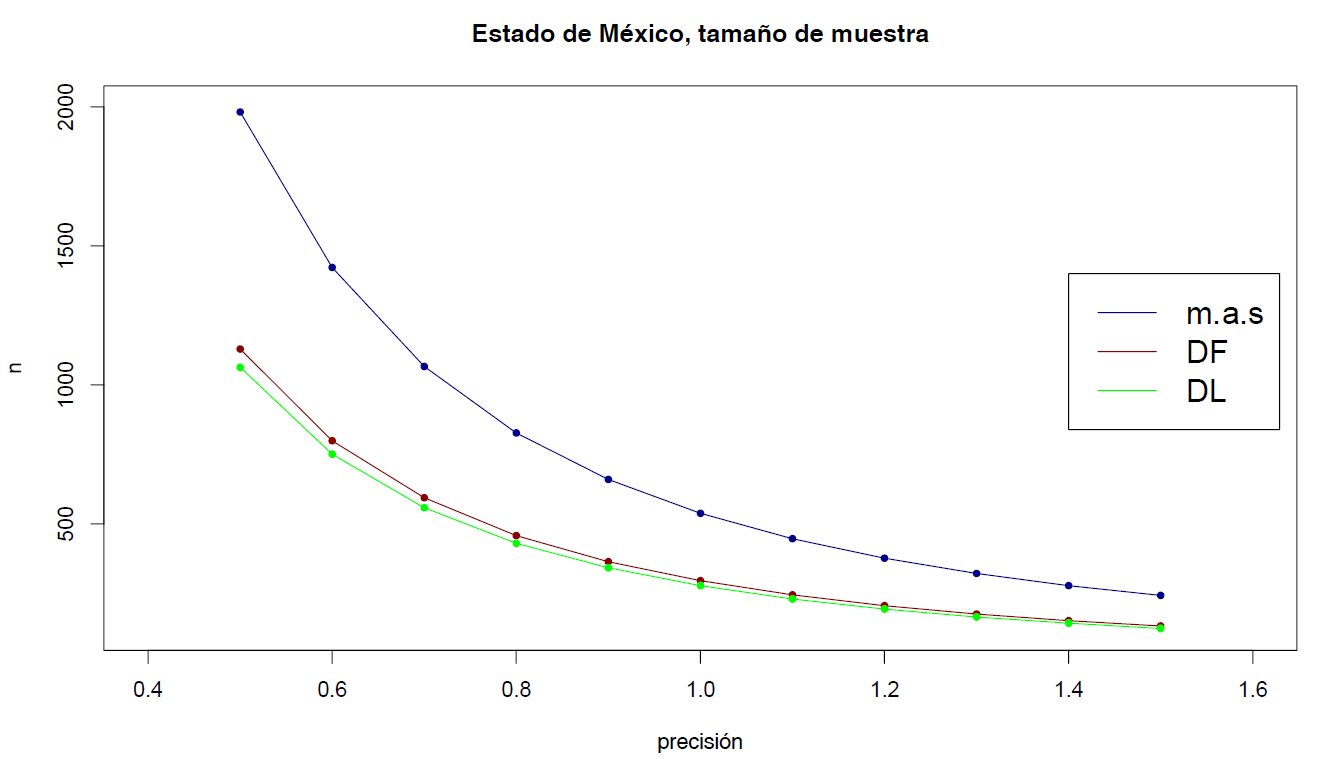 Estado de México, tamaño de muestra
2000
1500
1000
500
n
m.a.s
DF
DL
0.4 0.6 0.8 1.0 1.2 1.4 1.6
precisión